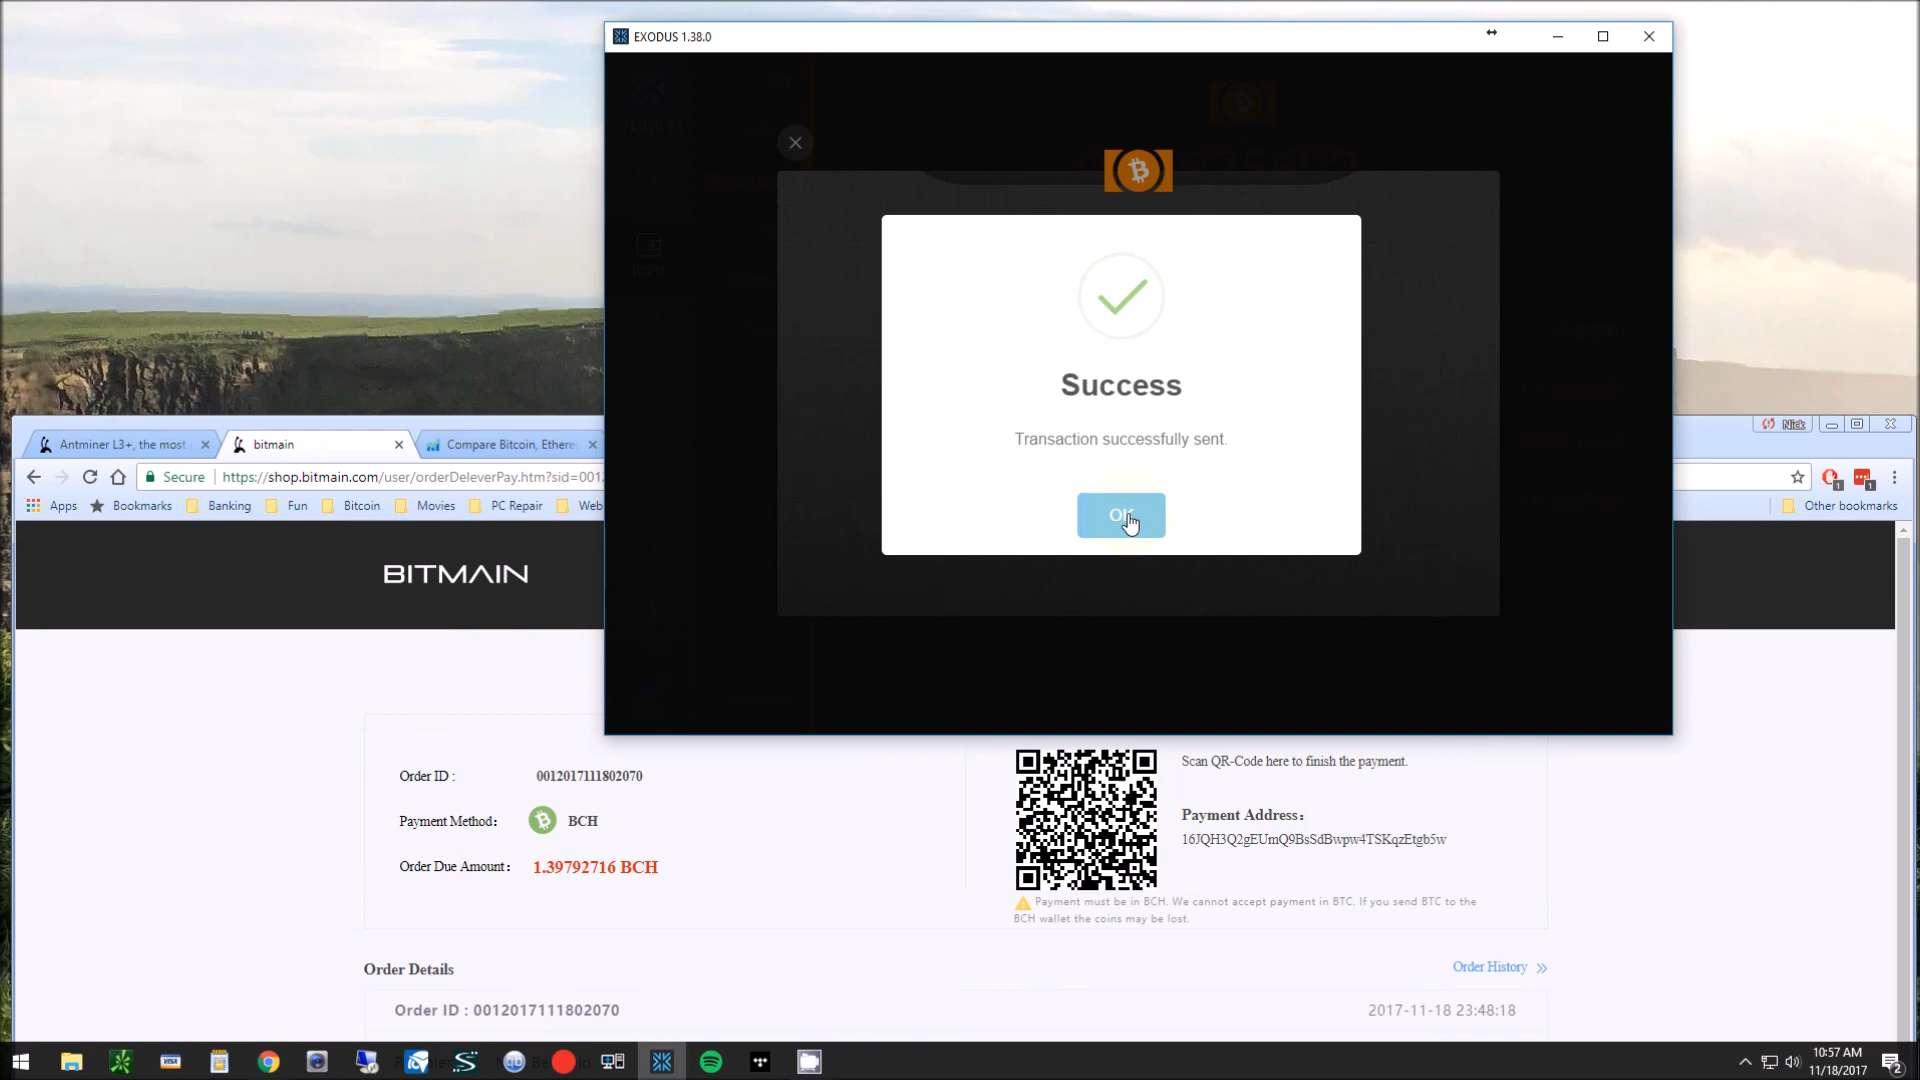 EXODUS 1.38.0
Success
Transaction successfully sent.
OK
Nick
Antminer L3+, the most
bitmain
Compare Bitcoin, Ethere
Secure
https://shop.bitmain.com/user/orderDeleverPay.htm?sid=001
Apps
Bookmarks
Banking
Fun
Bitcoin
Movies
PC Repair
Web
Other bookmarks
BITMAIN
Order ID :
0012017111802070
Payment Method:
BCH
Order Due Amount:
1.39792716 BCH
Scan QR-Code here to finish the payment.
Payment Address:
16JQH3Q2gEUmQ9BsSdBwpw4TSKqzEtgb5w
Payment must be in BCH. We cannot accept payment in BTC. If you send BTC to the
BCH wallet the coins may be lost.
Order Details
Order History
Order ID : 0012017111802070
2017-11-18 23:48:18
10:57 AM
11/18/2017
2